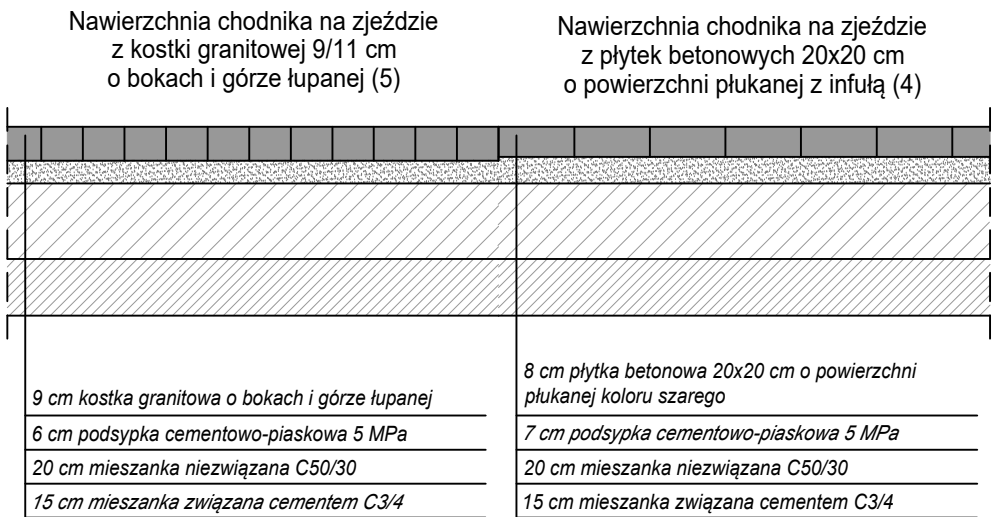 Nawierzchnia chodnika na zjeździe
z kostki granitowej 9/11 cm
o bokach i górze łupanej (5)
Nawierzchnia chodnika na zjeździe
z płytek betonowych 20x20 cm
o powierzchni płukanej z infułą (4)
9 cm kostka granitowa o bokach i górze łupanej
6 cm podsypka cementowo-piaskowa 5 MPa
20 cm mieszanka niezwiązana C50/30
15 cm mieszanka związana cementem C3/4
8 cm płytka betonowa 20x20 cm o powierzchni
płukanej koloru szarego
7 cm podsypka cementowo-piaskowa 5 MPa
20 cm mieszanka niezwiązana C50/30
15 cm mieszanka związana cementem C3/4